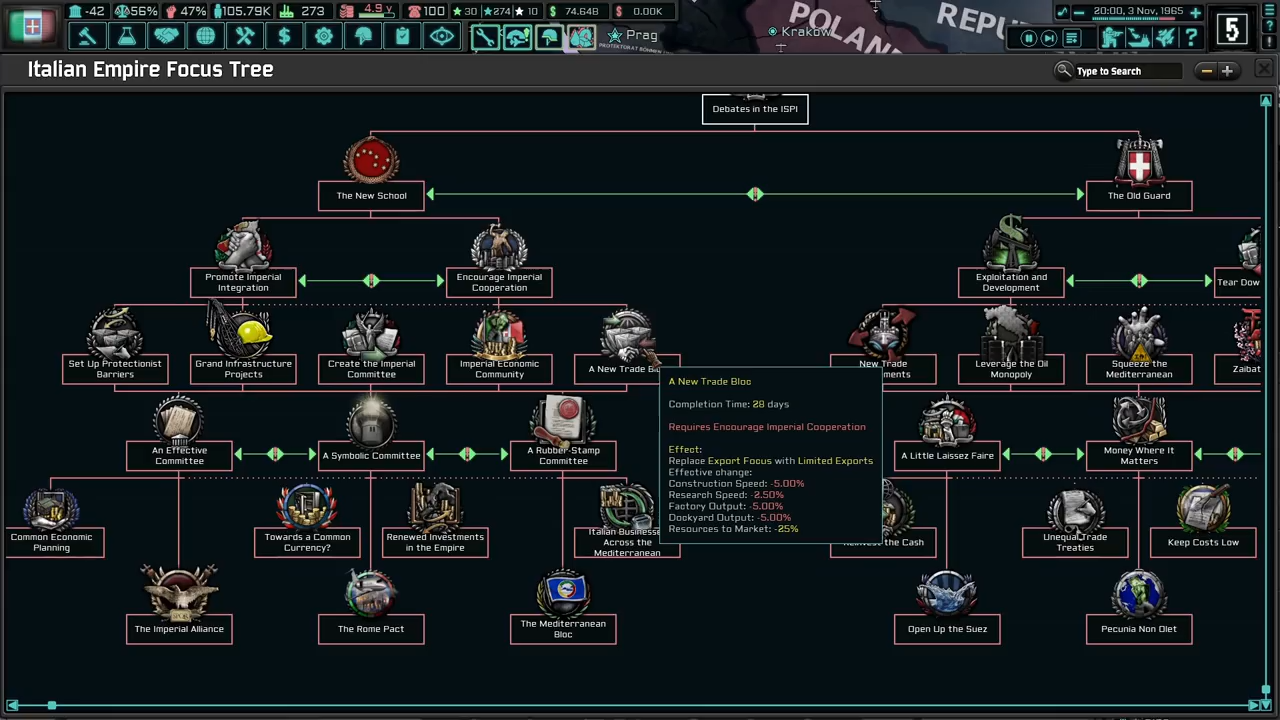 -42 56% 47% 105.79K 273 4.9 y 100 30 274 10 $ 74.64B $ 0.00K
POLAND
REPU
20:00, 3 Nov, 1965
5
Prag
PROTEKTORAT BÖHMEN
Krakow
Italian Empire Focus Tree
Type to Search
Debates in the ISPI
The New School
The Old Guard
Promote Imperial
Integration
Encourage Imperial
Cooperation
Exploitation and
Development
Tear Dow
Set Up Protectionist
Barriers
Grand Infrastructure
Projects
Create the Imperial
Committee
Imperial Economic
Community
A New Trade Bl
New Trade
ments
Leverage the Oil
Monopoly
Squeeze the
Mediterranean
Zaibat
A New Trade Bloc
Completion Time: 28 days
Requires Encourage Imperial Cooperation
Effect:
Replace Export Focus with Limited Exports
Effective change:
Construction Speed: -5.00%
Research Speed: -2.50%
Factory Output: -5.00%
Dockyard Output: -5.00%
Resources to Market: -25%
An Effective
Committee
A Symbolic Committee
A Rubber-Stamp
Committee
A Little Laissez Faire
Money Where It
Matters
Common Economic
Planning
Towards a Common
Currency?
Renewed Investments
in the Empire
Italian Business
Across the
Mediterranean
Reinvest the Cash
Unequal Trade
Treaties
Keep Costs Low
The Imperial Alliance
The Rome Pact
The Mediterranean
Bloc
Open Up the Suez
Pecunia Non Olet